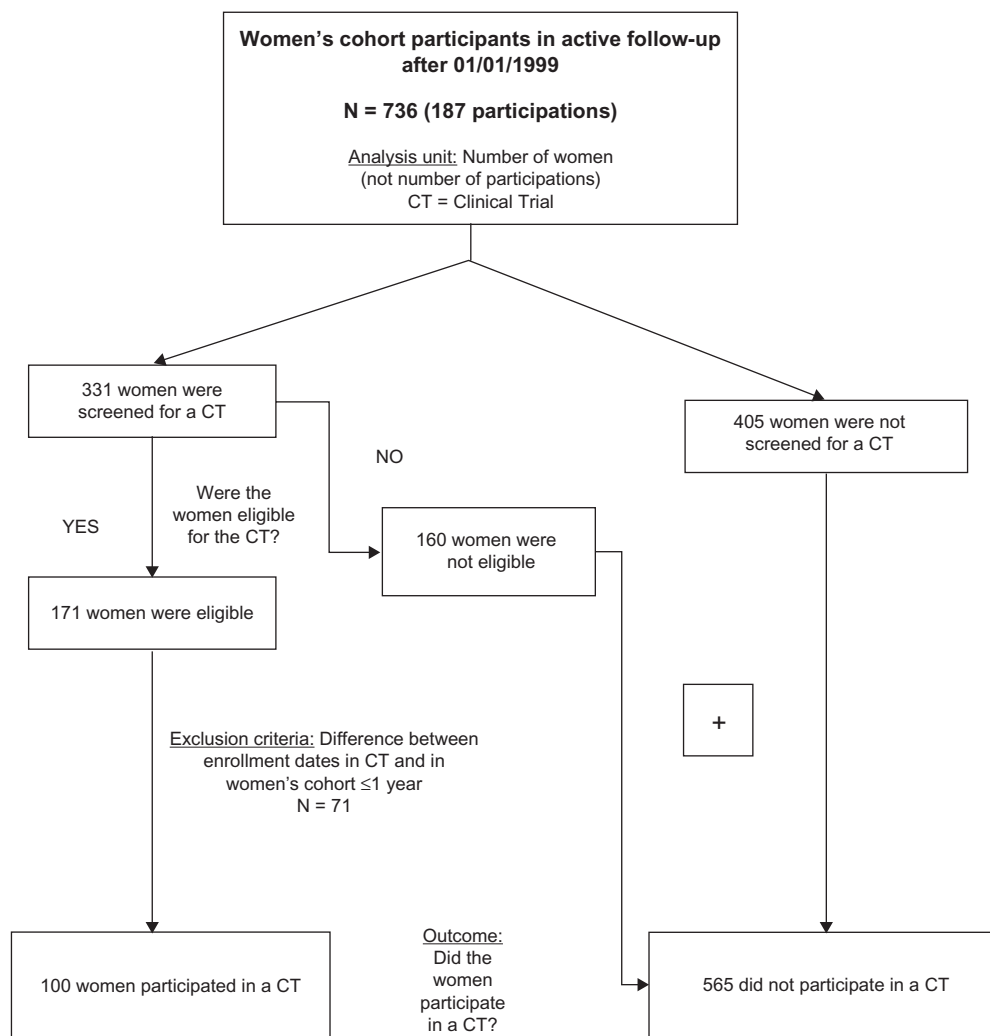 Women’s cohort participants in active follow-up
after 01/01/1999
N = 736 (187 participations)
Analysis unit: Number of women
(not number of participations)
CT = Clinical Trial
331 women were
screened for a CT
405 women were not
screened for a CT
NO
Were the
women eligible
for the CT?
YES
160 women were
not eligible
171 women were eligible
+
Exclusion criteria: Difference between
enrollment dates in CT and in
women’s cohort ≤1 year
N = 71
100 women participated in a CT
Outcome:
Did the
women
participate
in a CT?
565 did not participate in a CT